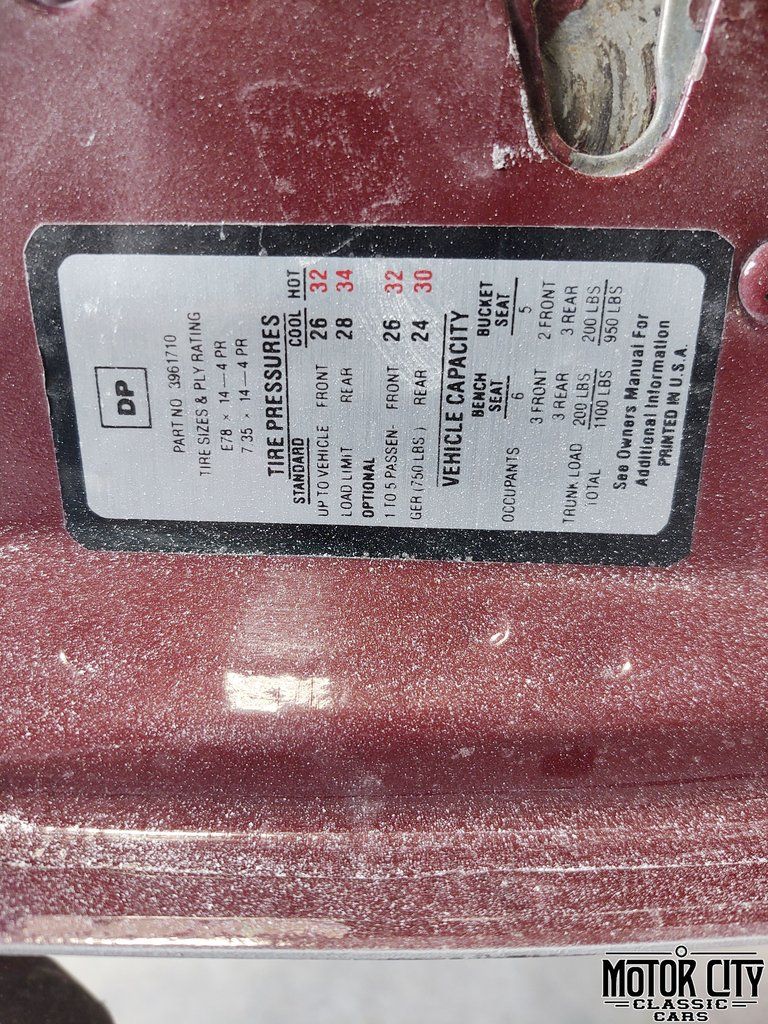 DP
PART NO 3961710
TIRE SIZES & PLY RATING
E78 × 14—4 PR
7 35 × 14—4 PR
TIRE PRESSURES
STANDARD COOL HOT
UP TO VEHICLE FRONT 26 32
LOAD LIMIT REAR 28 34
OPTIONAL
1 TO 5 PASSEN- FRONT 26 32
GER (750 LBS ) REAR 24 30
VEHICLE CAPACITY
BENCH SEAT BUCKET SEAT
OCCUPANTS 6 5
3 FRONT 2 FRONT
3 REAR 3 REAR
TRUNK LOAD 200 LBS 200 LBS
TOTAL 1100 LBS 950 LBS
See Owners Manual For
Additional Information
PRINTED IN U.S.A.
MOTOR CITY
CLASSIC
CARS